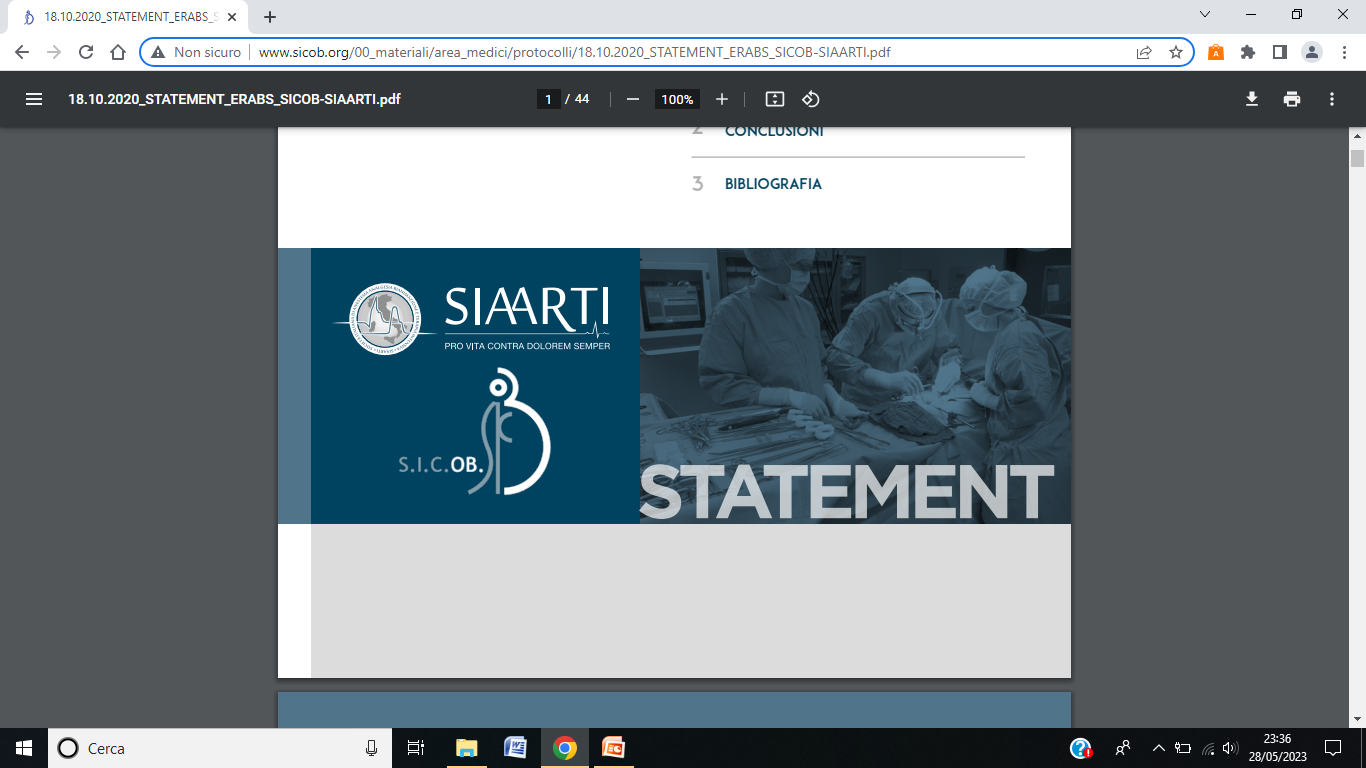 18.10.2020_STATEMENT_ERABS_S
Non sicuro
www.sicob.org/00_materiali/area_medici/protocolli/18.10.2020_STATEMENT_ERABS_SICOB-SIAARTI.pdf
18.10.2020_STATEMENT_ERABS_SICOB-SIAARTI.pdf
1 / 44
100%
2 CONCLUSIONI
3 BIBLIOGRAFIA
SIAARTI
PRO VITA CONTRA DOLOREM SEMPER
S.I.C.OB.
STATEMENT
Cerca
23:36
28/05/2023